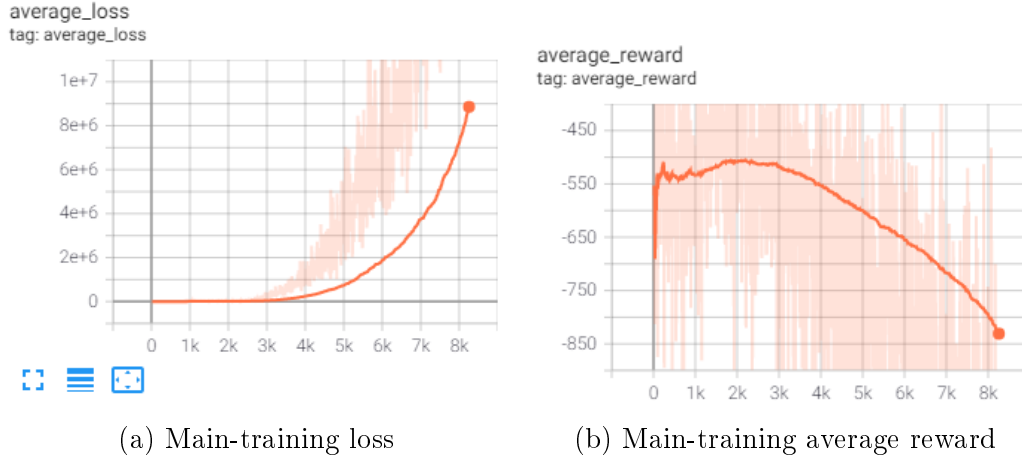 average_loss
tag: average_loss
1e+7
8e+6
6e+6
4e+6
2e+6
0
0 1k 2k 3k 4k 5k 6k 7k 8k
(a) Main-training loss
average_reward
tag: average_reward
-450
-550
-650
-750
-850
0 1k 2k 3k 4k 5k 6k 7k 8k
(b) Main-training average reward